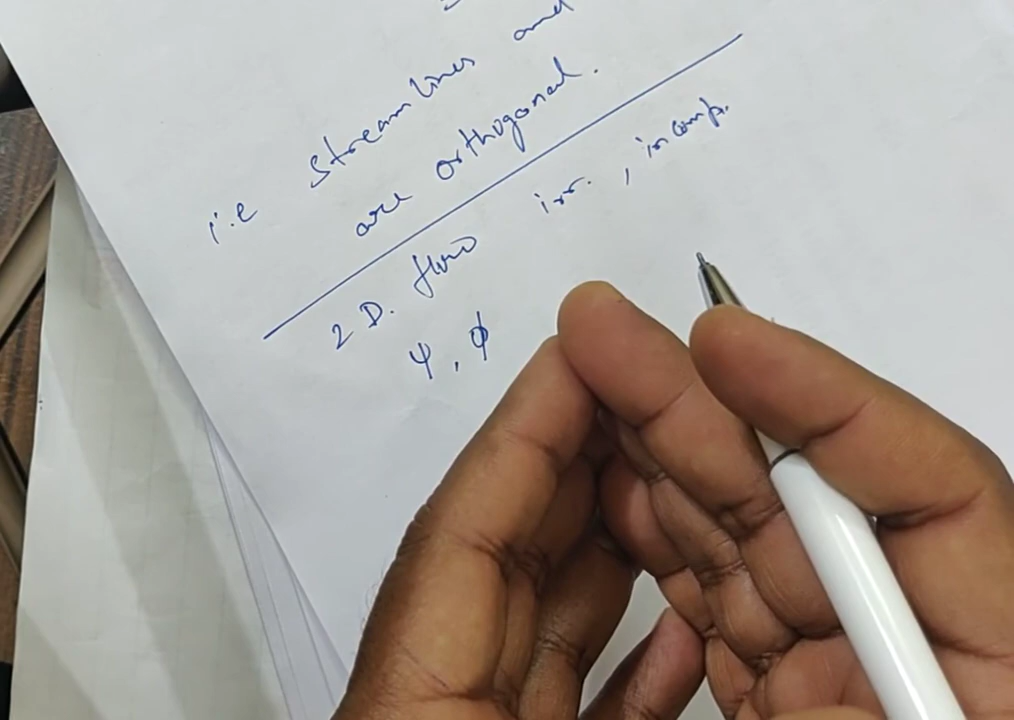 i.e streamlines and
are orthogonal.
2 D. flow irr., incomp.
ψ, ϕ